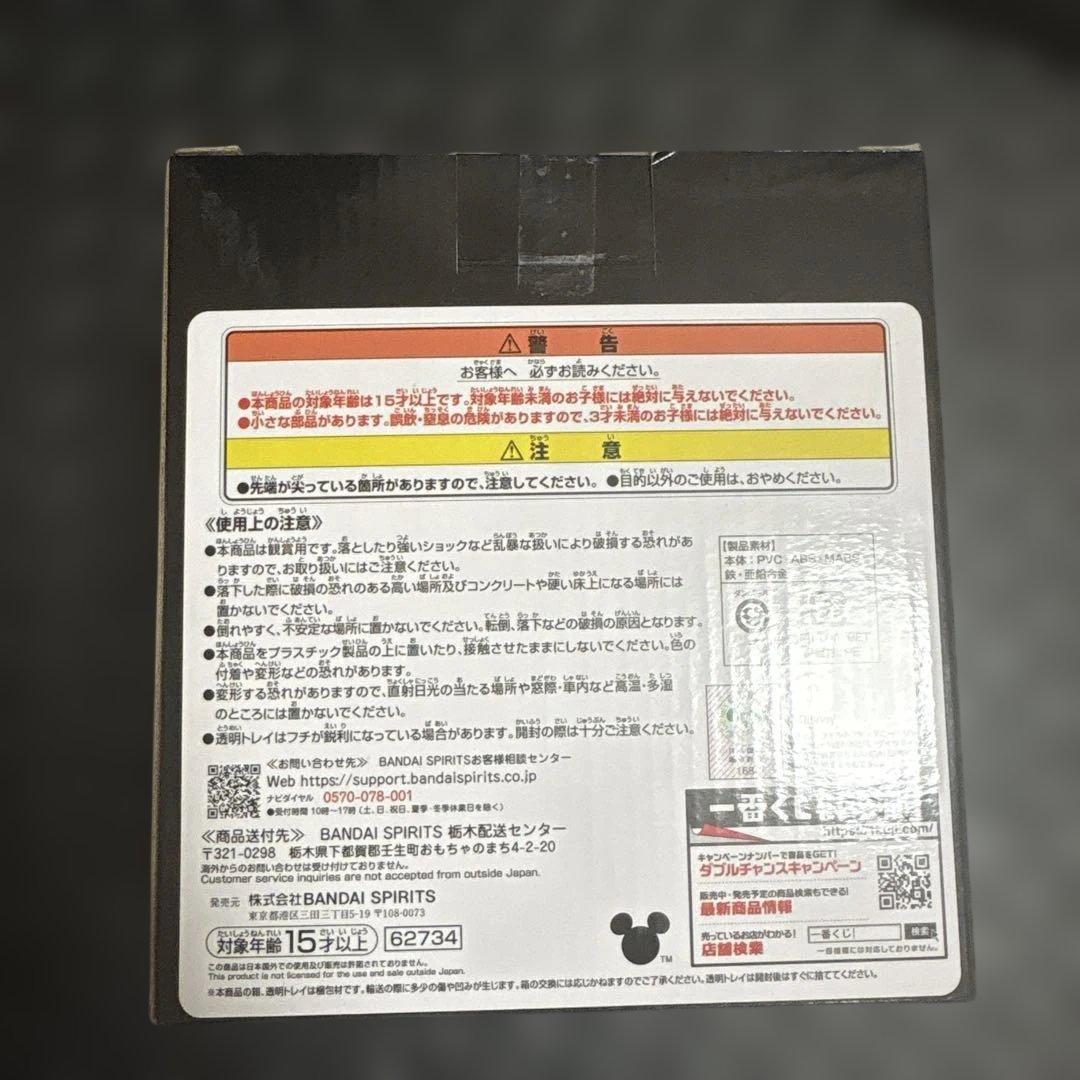 警告
お客様へ 必ずお読みください。
●本商品の対象年齢は15才以上です。対象年齢未満のお子様には絶対に与えないでください。
●小さな部品があります。誤飲・窒息の危険がありますので、3才未満のお子様には絶対に与えないでください。
注意
●先端が尖っている箇所がありますので、注意してください。 ●目的以外のご使用は、おやめください。
《使用上の注意》
●本商品は観賞用です。落としたり強いショックなど乱暴な扱いにより破損する恐れがあ
りますので、お取り扱いにはご注意ください。
●落下した際に破損の恐れのある高い場所及びコンクリートや硬い床上になる場所には
置かないでください。
●倒れやすく、不安定な場所に置かないでください。転倒、落下などの破損の原因となります。
●本商品をプラスチック製品の上に置いたり、接触させたままにしないでください。色の
付着や変形などの恐れがあります。
●変形する恐れがありますので、直射日光の当たる場所や窓際・車内など高温・多湿
のところには置かないでください。
●透明トレイはフチが鋭利になっている場合があります。開封の際は十分ご注意ください。
【製品素材】
本体:PVC・ABS・MABS
鉄・亜鉛合金
≪お問い合わせ先≫ BANDAI SPIRITSお客様相談センター
Web https://support.bandaispirits.co.jp
ナビダイヤル 0570-078-001
●受付時間 10時〜17時(土、日、祝日、夏季・冬季休業日を除く)
≪商品送付先≫ BANDAI SPIRITS 栃木配送センター
〒321-0298 栃木県下都賀郡壬生町おもちゃのまち4-2-20
海外からのお問い合わせは受け付けておりません。
Customer service inquiries are not accepted from outside Japan.
発売元 株式会社BANDAI SPIRITS
東京都港区三田三丁目5-19 〒108-0073
対象年齢15才以上 62734
この商品は日本国外での使用及び販売は許諾されておりません。
This product is not licensed for the use and sale outside Japan.
※本商品の箱、透明トレイは梱包材です。輸送の際に多少の傷や凹みが生じます。箱の交換には応じかねますのでご了承ください。透明トレイは開封後はすぐに捨ててください。
TM
168
一番くじ
キャンペーンナンバーで賞品をGET!
ダブルチャンスキャンペーン
販売中・発売予定の商品検索もできる!
最新商品情報
売っているお店がわかる!
店舗検索
一番くじ 検索
一部機種には対応しておりません。